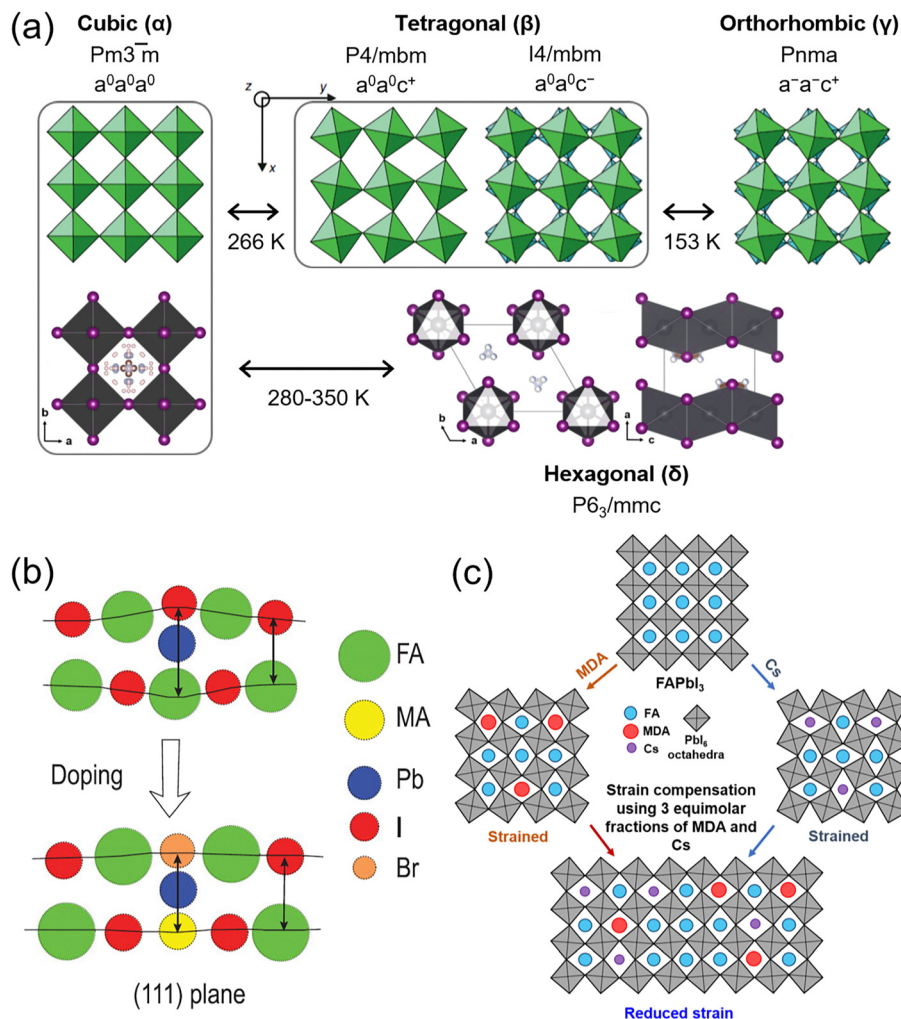 (a)
Cubic (α)
Pm3̅m
a⁰a⁰a⁰
Tetragonal (β)
P4/mbm
a⁰a⁰c⁺
I4/mbm
a⁰a⁰c⁻
Orthorhombic (γ)
Pnma
a⁻a⁻c⁺
z
y
x
266 K
153 K
280-350 K
b
a
b
a
a
c
Hexagonal (δ)
P6₃/mmc
(b)
Doping
(111) plane
FA
MA
Pb
I
Br
(c)
FAPbI₃
MDA
Cs
FA
MDA
Cs
PbI₆
octahedra
Strained
Strain compensation
using 3 equimolar
fractions of MDA and
Cs
Strained
Reduced strain